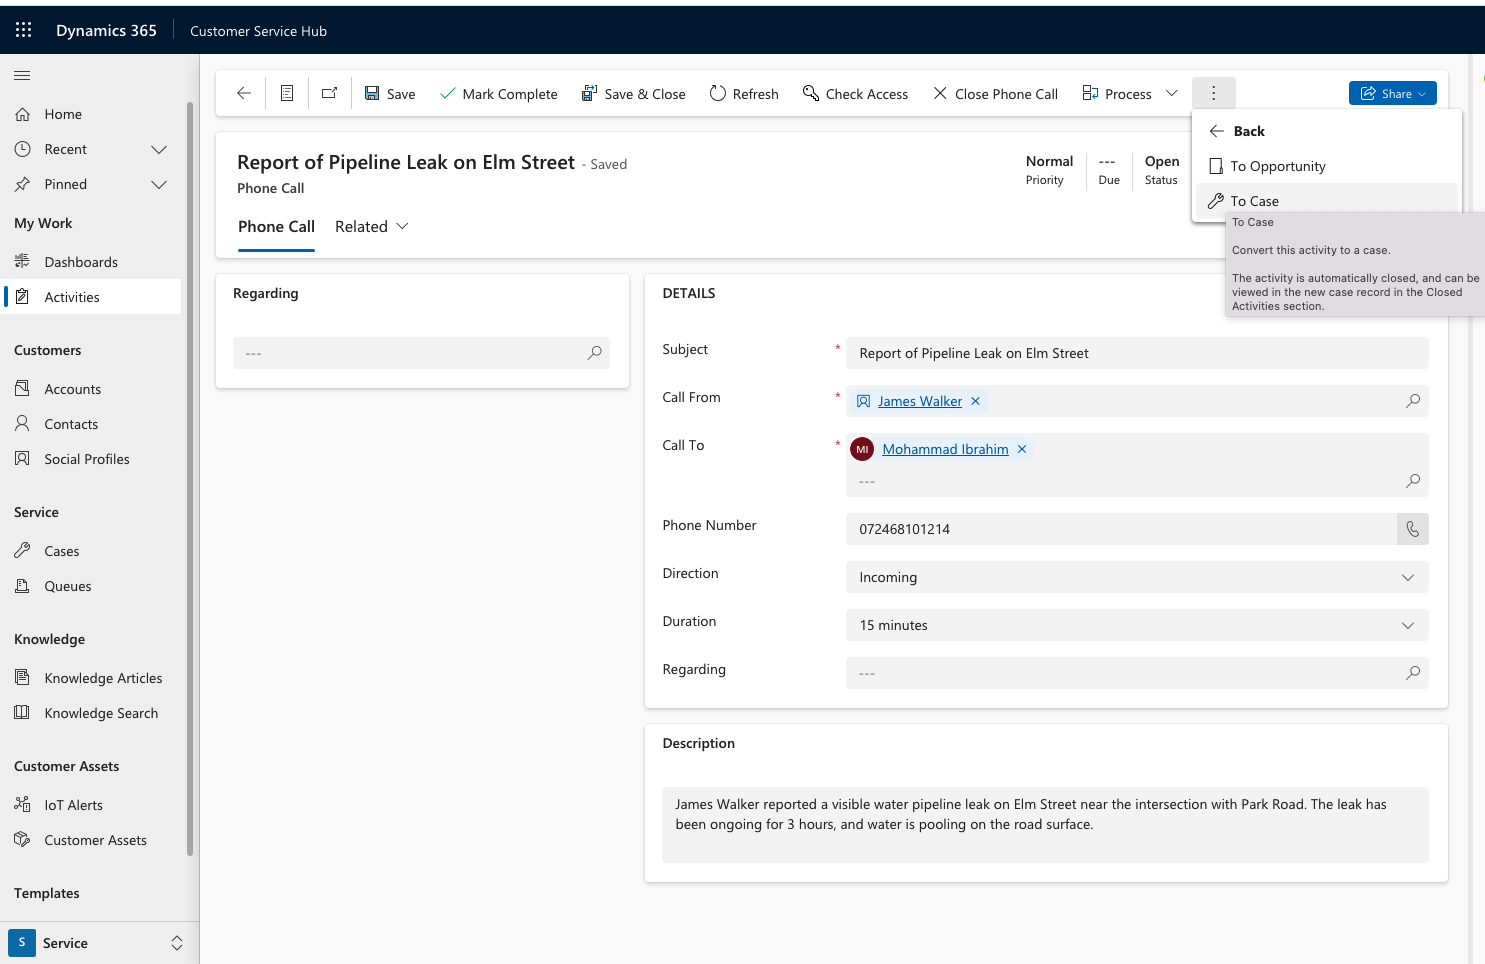 Dynamics 365
Customer Service Hub
Save
Mark Complete
Save & Close
Refresh
Check Access
Close Phone Call
Process
Share
Home
Recent
Pinned
My Work
Dashboards
Activities
Customers
Accounts
Contacts
Social Profiles
Service
Cases
Queues
Knowledge
Knowledge Articles
Knowledge Search
Customer Assets
IoT Alerts
Customer Assets
Templates
S
Service
Report of Pipeline Leak on Elm Street - Saved
Phone Call
Normal
Priority
---
Due
Open
Status
Phone Call
Related
Back
To Opportunity
To Case
To Case
Convert this activity to a case.
The activity is automatically closed, and can be
viewed in the new case record in the Closed
Activities section.
Regarding
---
DETAILS
Subject
*
Report of Pipeline Leak on Elm Street
Call From
*
James Walker
Call To
*
MI
Mohammad Ibrahim
---
Phone Number
072468101214
Direction
Incoming
Duration
15 minutes
Regarding
---
Description
James Walker reported a visible water pipeline leak on Elm Street near the intersection with Park Road. The leak has
been ongoing for 3 hours, and water is pooling on the road surface.